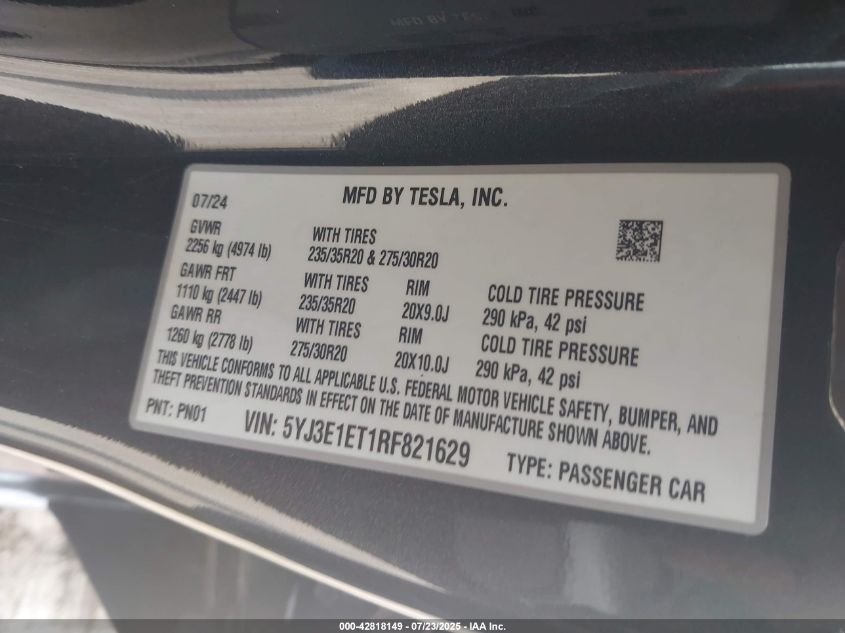 MFD BY TESLA, INC.
07/24
GVWR
2256 kg (4974 lb)
WITH TIRES
235/35R20 & 275/30R20
GAWR FRT
1110 kg (2447 lb)
WITH TIRES
235/35R20
RIM
20X9.0J
COLD TIRE PRESSURE
290 kPa, 42 psi
GAWR RR
1260 kg (2778 lb)
WITH TIRES
275/30R20
RIM
20X10.0J
COLD TIRE PRESSURE
290 kPa, 42 psi
THIS VEHICLE CONFORMS TO ALL APPLICABLE U.S. FEDERAL MOTOR VEHICLE SAFETY, BUMPER, AND
THEFT PREVENTION STANDARDS IN EFFECT ON THE DATE OF MANUFACTURE SHOWN ABOVE.
PNT: PN01
VIN: 5YJ3E1ET1RF821629
TYPE: PASSENGER CAR
000-42818149 - 07/23/2025 - IAA Inc.